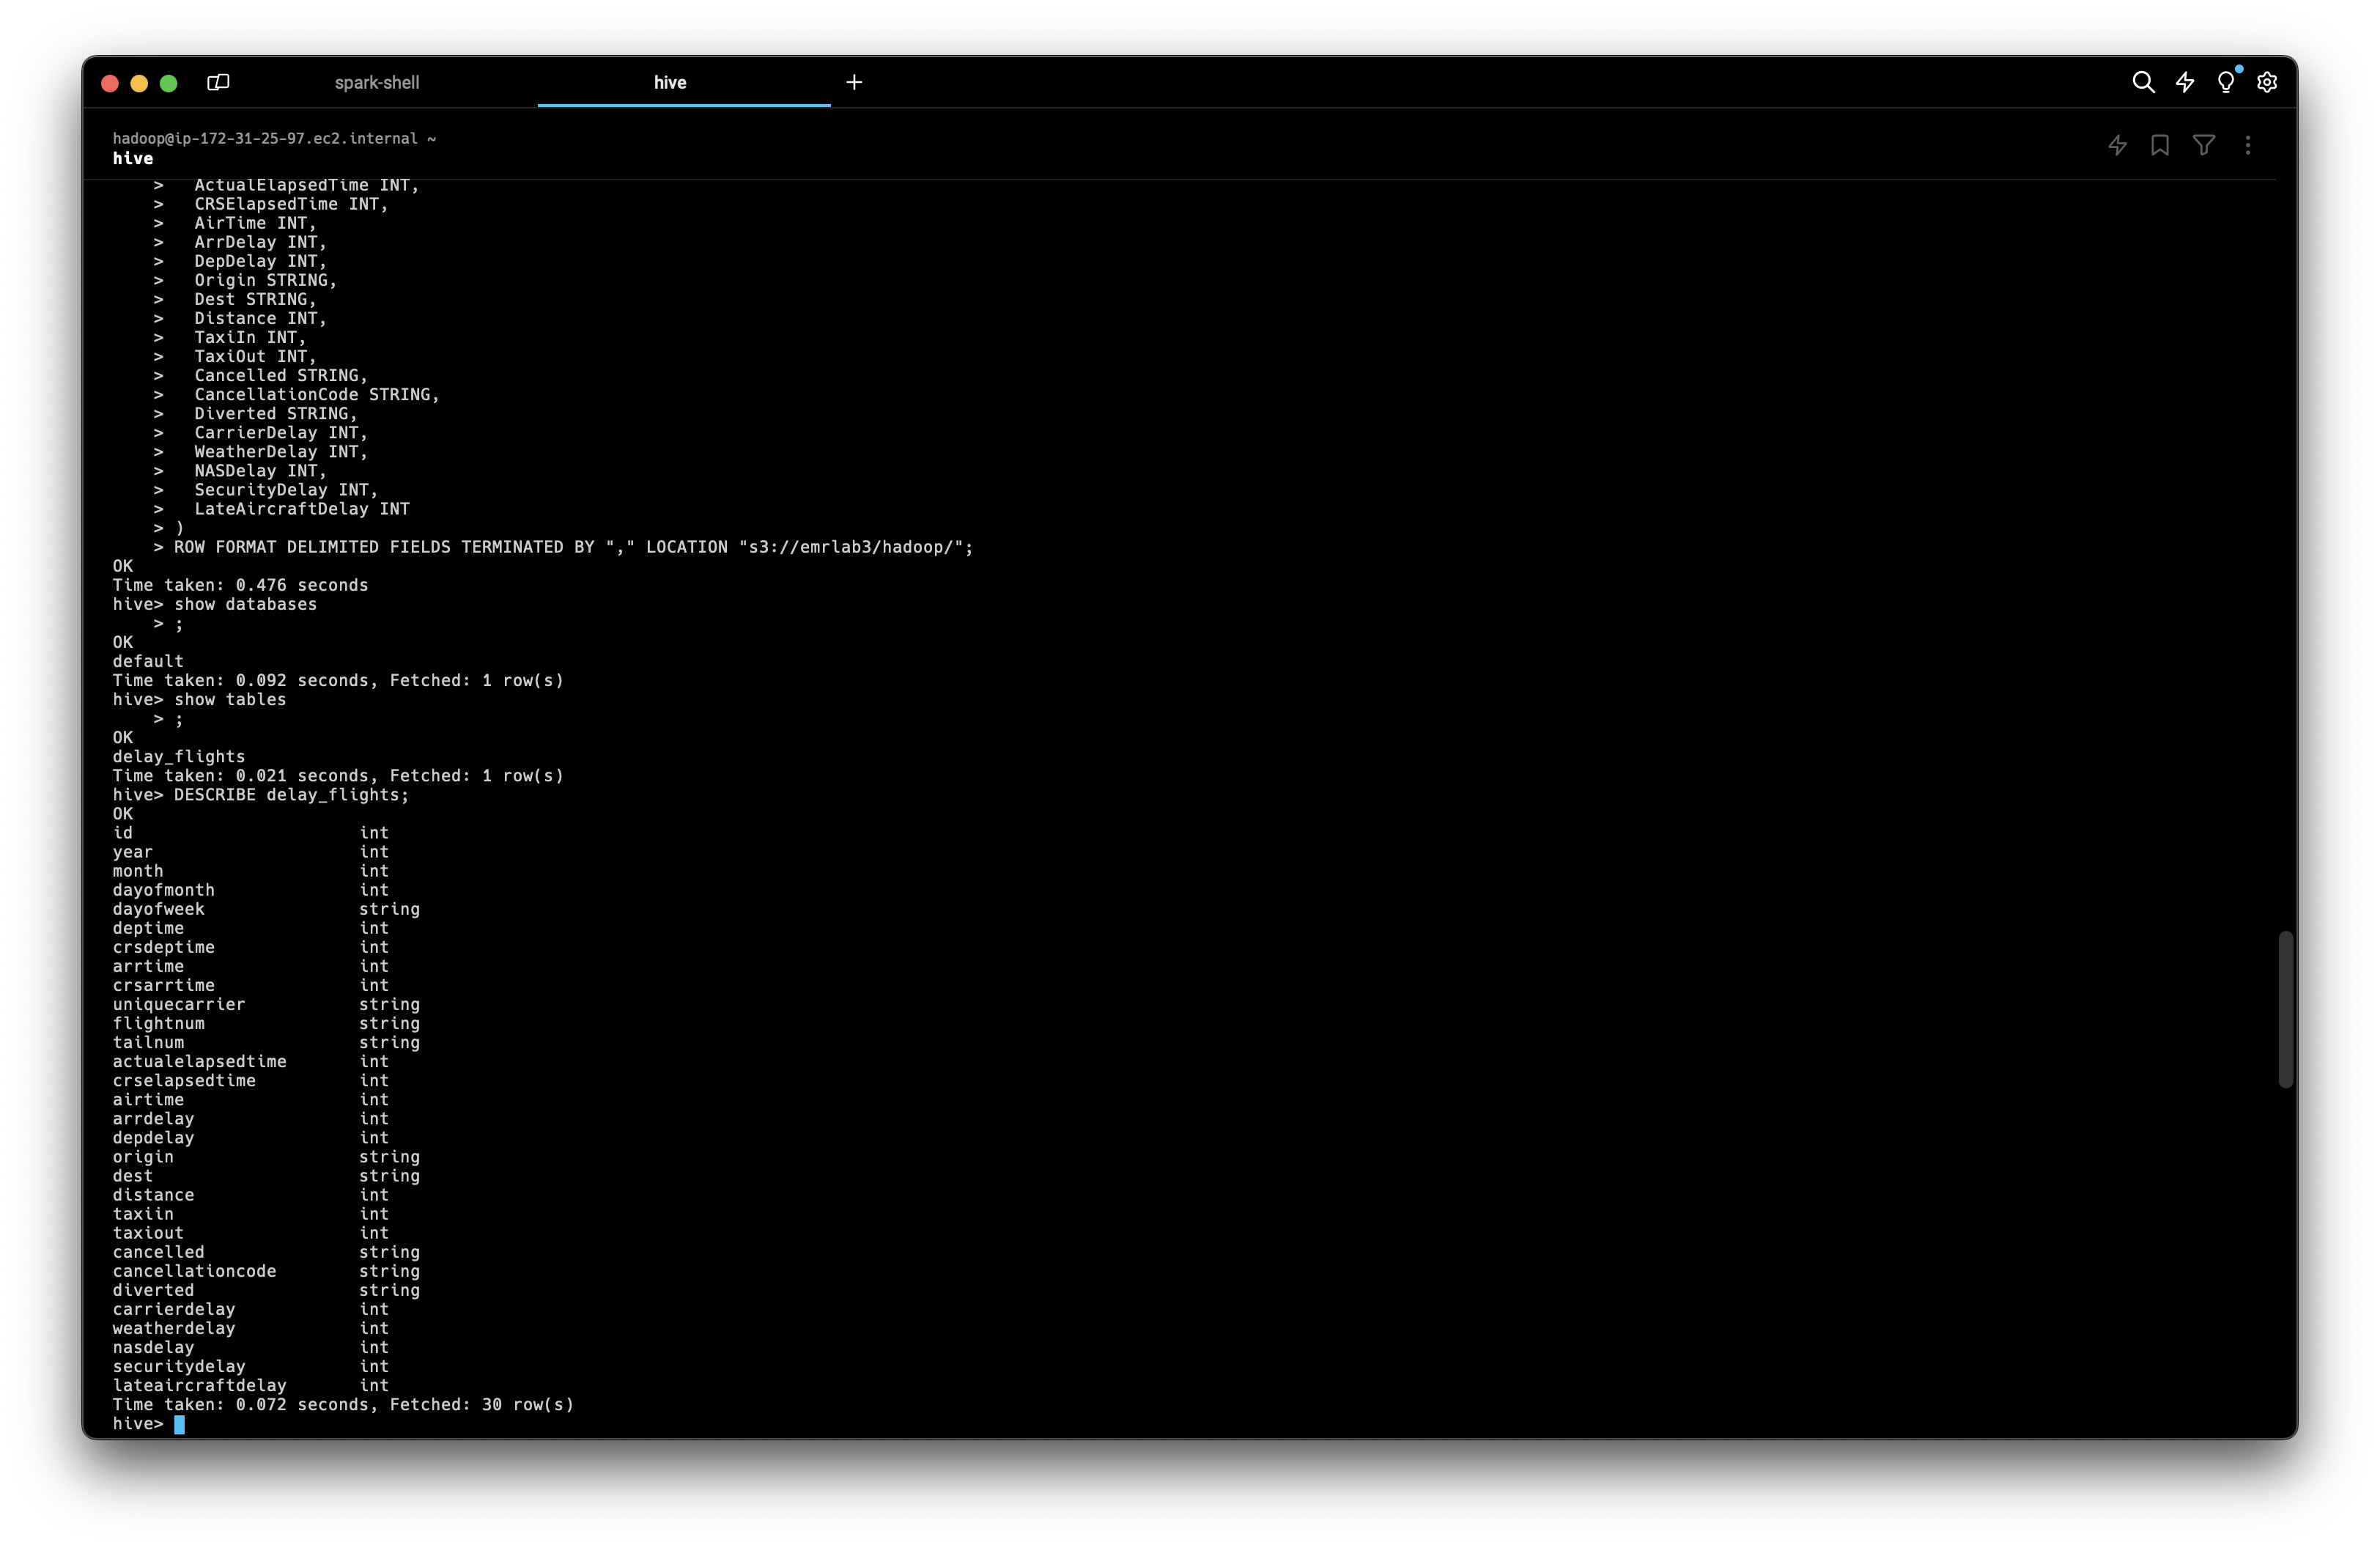 spark-shell
hive
hadoop@ip-172-31-25-97.ec2.internal ~
hive
    >   ActualElapsedTime INT,
    >   CRSElapsedTime INT,
    >   AirTime INT,
    >   ArrDelay INT,
    >   DepDelay INT,
    >   Origin STRING,
    >   Dest STRING,
    >   Distance INT,
    >   TaxiIn INT,
    >   TaxiOut INT,
    >   Cancelled STRING,
    >   CancellationCode STRING,
    >   Diverted STRING,
    >   CarrierDelay INT,
    >   WeatherDelay INT,
    >   NASDelay INT,
    >   SecurityDelay INT,
    >   LateAircraftDelay INT
    > )
    > ROW FORMAT DELIMITED FIELDS TERMINATED BY "," LOCATION "s3://emrlab3/hadoop/";
OK
Time taken: 0.476 seconds
hive> show databases
    > ;
OK
default
Time taken: 0.092 seconds, Fetched: 1 row(s)
hive> show tables
    > ;
OK
delay_flights
Time taken: 0.021 seconds, Fetched: 1 row(s)
hive> DESCRIBE delay_flights;
OK
id                      int
year                    int
month                   int
dayofmonth              int
dayofweek               string
deptime                 int
crsdeptime              int
arrtime                 int
crsarrtime              int
uniquecarrier           string
flightnum               string
tailnum                 string
actualelapsedtime       int
crselapsedtime          int
airtime                 int
arrdelay                int
depdelay                int
origin                  string
dest                    string
distance                int
taxiin                  int
taxiout                 int
cancelled               string
cancellationcode        string
diverted                string
carrierdelay            int
weatherdelay            int
nasdelay                int
securitydelay           int
lateaircraftdelay       int
Time taken: 0.072 seconds, Fetched: 30 row(s)
hive>